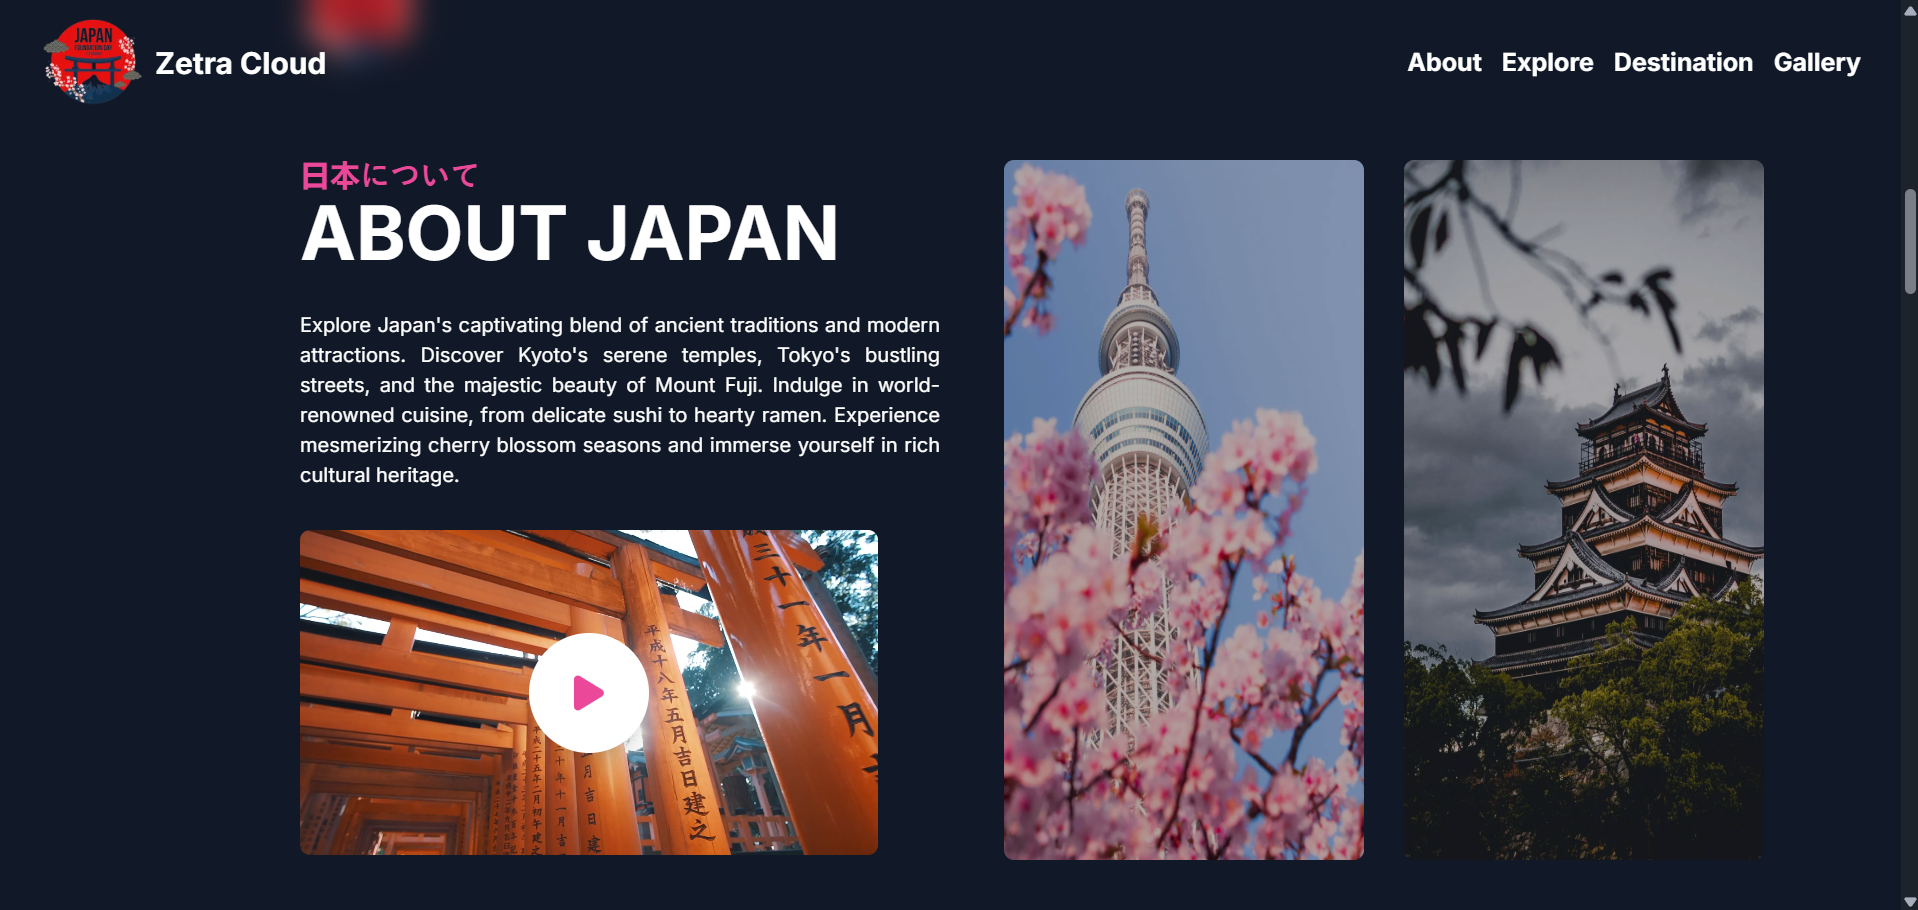 JAPAN
Zetra Cloud
About Explore Destination Gallery
日本について
ABOUT JAPAN
Explore Japan's captivating blend of ancient traditions and modern
attractions. Discover Kyoto's serene temples, Tokyo's bustling
streets, and the majestic beauty of Mount Fuji. Indulge in world-
renowned cuisine, from delicate sushi to hearty ramen. Experience
mesmerizing cherry blossom seasons and immerse yourself in rich
cultural heritage.
三十一年一月
平成十八年五月吉日建之